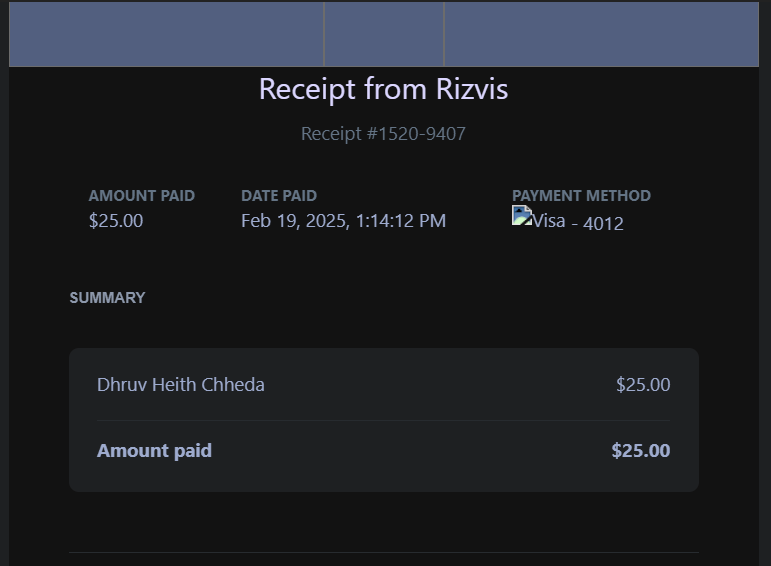 Receipt from Rizvis
Receipt #1520-9407
AMOUNT PAID DATE PAID PAYMENT METHOD
$25.00 Feb 19, 2025, 1:14:12 PM Visa - 4012
SUMMARY
Dhruv Heith Chheda $25.00
Amount paid $25.00